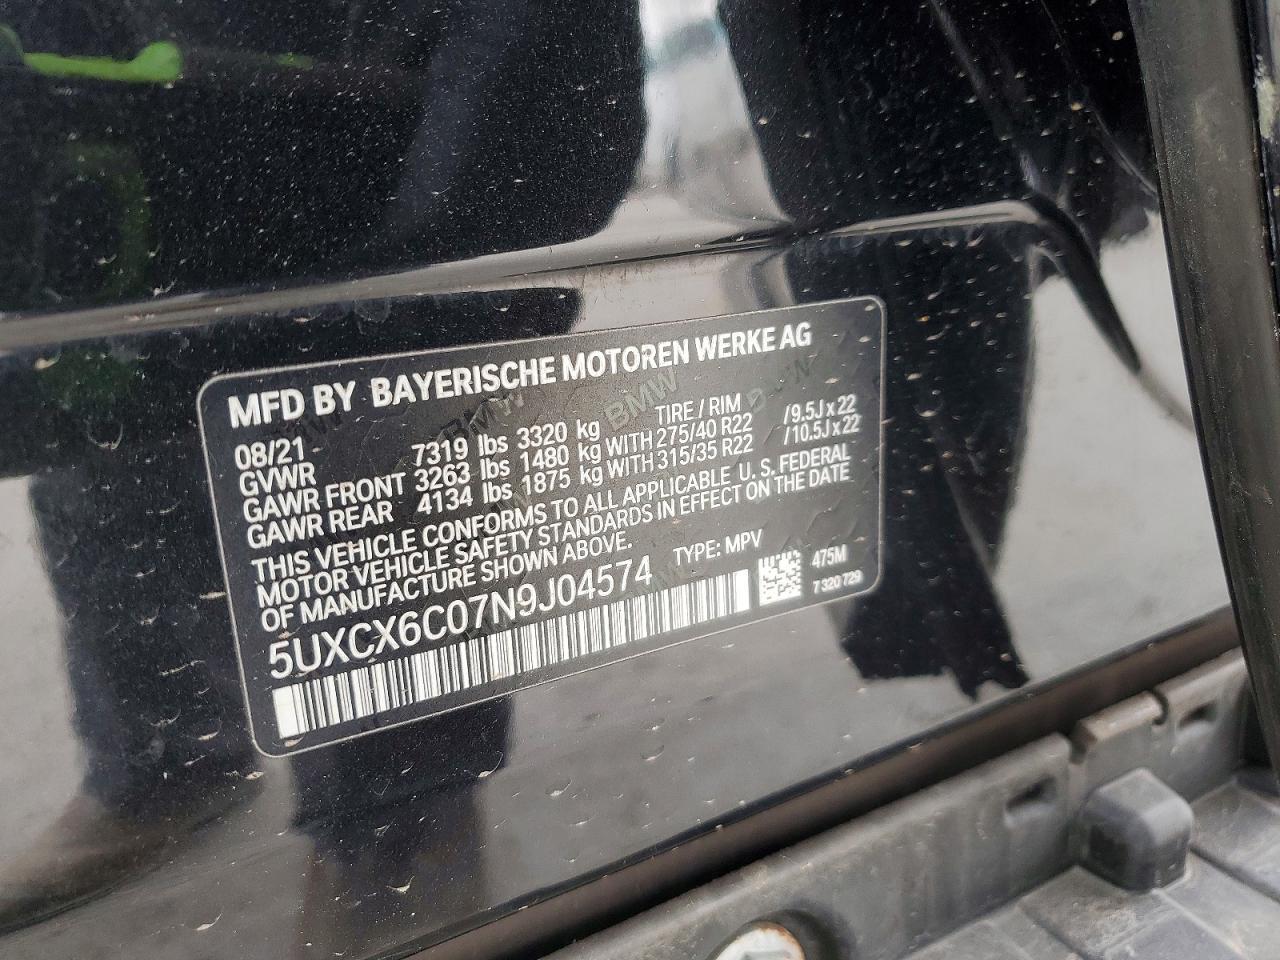 MFD BY BAYERISCHE MOTOREN WERKE AG
08/21 TIRE / RIM
GVWR 7319 lbs 3320 kg
GAWR FRONT 3263 lbs 1480 kg WITH 275/40 R22 /9.5J x 22
GAWR REAR 4134 lbs 1875 kg WITH 315/35 R22 /10.5J x 22
THIS VEHICLE CONFORMS TO ALL APPLICABLE U. S. FEDERAL
MOTOR VEHICLE SAFETY STANDARDS IN EFFECT ON THE DATE
OF MANUFACTURE SHOWN ABOVE.
TYPE: MPV
5UXCX6C07N9J04574
475M
7 320 729